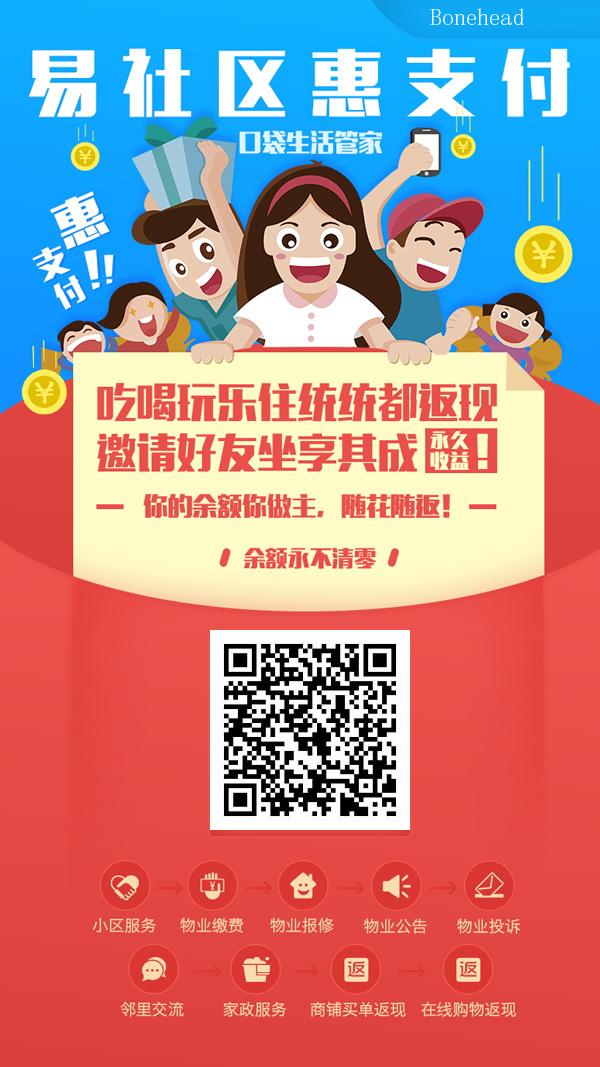 Bonehead
易社区惠支付
口袋生活管家
惠
支付!!
吃喝玩乐住统统都返现
邀请好友坐享其成永久收益!
一 你的余额你做主,随花随返! 一
余额永不清零
小区服务 物业缴费 物业报修 物业公告 物业投诉
返 返
邻里交流 家政服务 商铺买单返现 在线购物返现